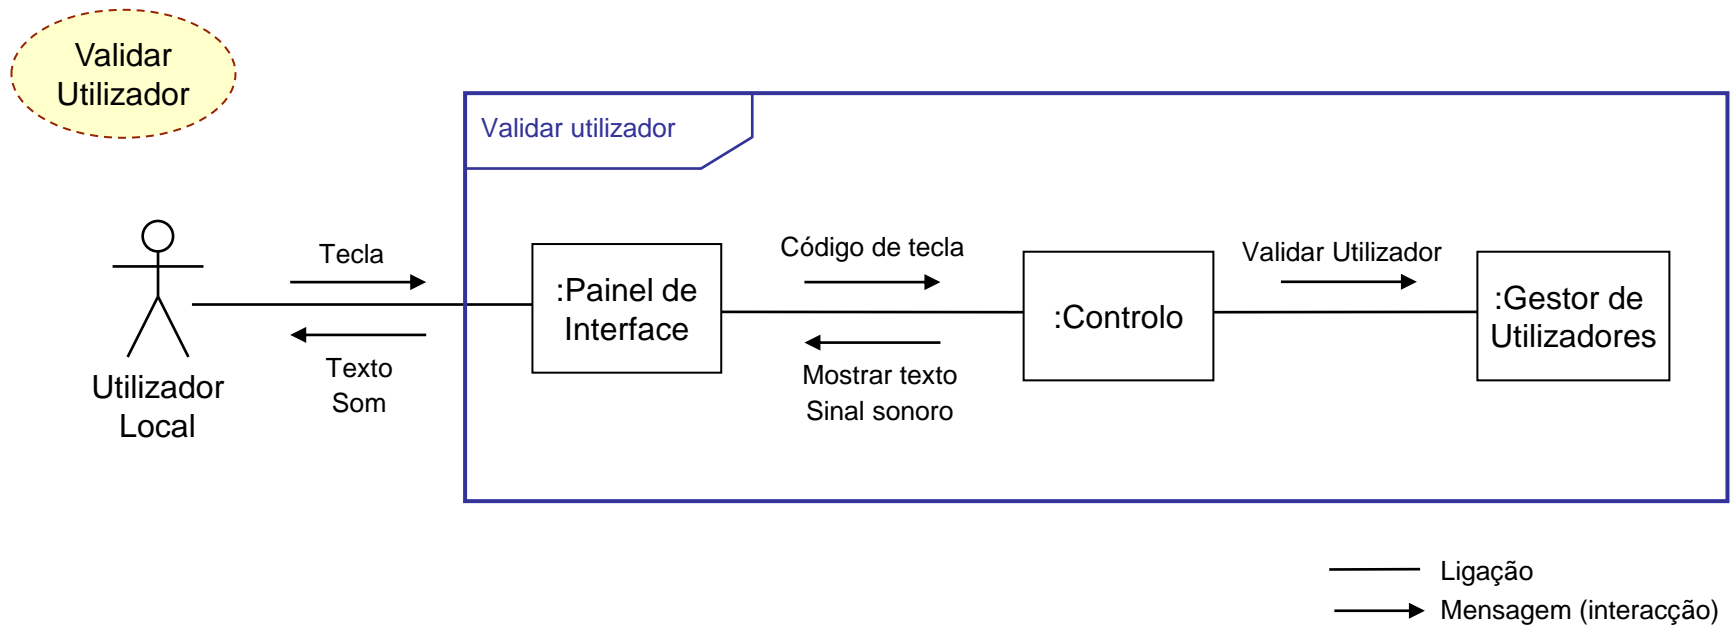 Validar
Utilizador
Validar utilizador
Tecla
Texto
Som
Utilizador
Local
:Painel de
Interface
Código de tecla
Mostrar texto
Sinal sonoro
:Controlo
Validar Utilizador
:Gestor de
Utilizadores
Ligação
Mensagem (interacção)